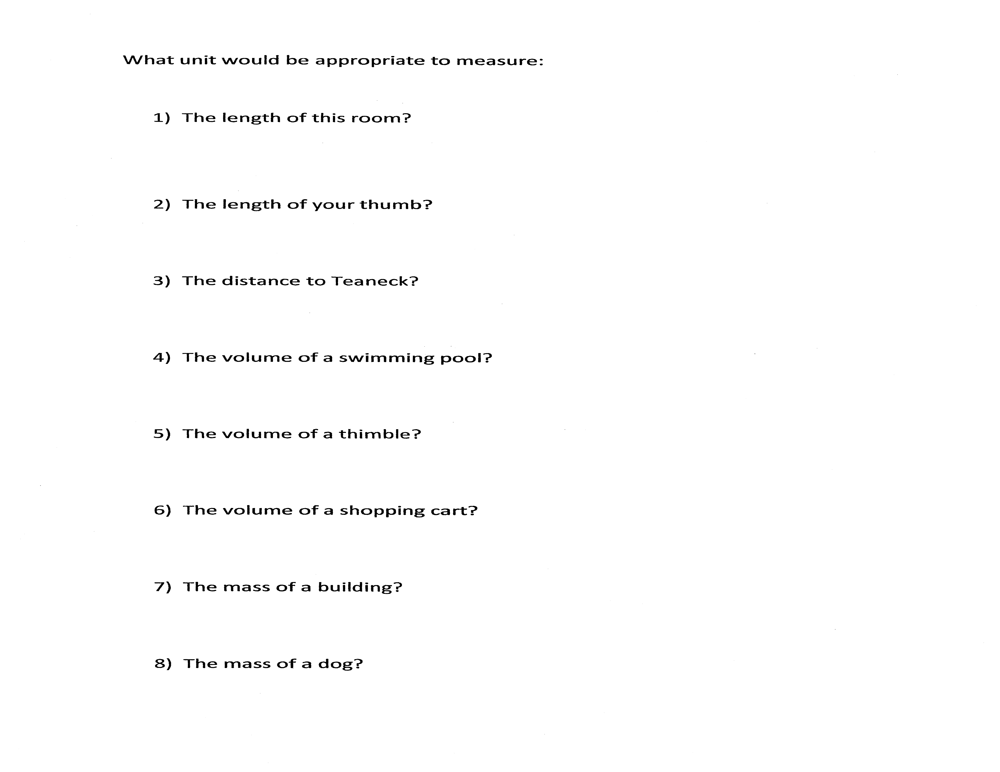 What unit would be appropriate to measure:
1) The length of this room?
2) The length of your thumb?
3) The distance to Teaneck?
4) The volume of a swimming pool?
5) The volume of a thimble?
6) The volume of a shopping cart?
7) The mass of a building?
8) The mass of a dog?